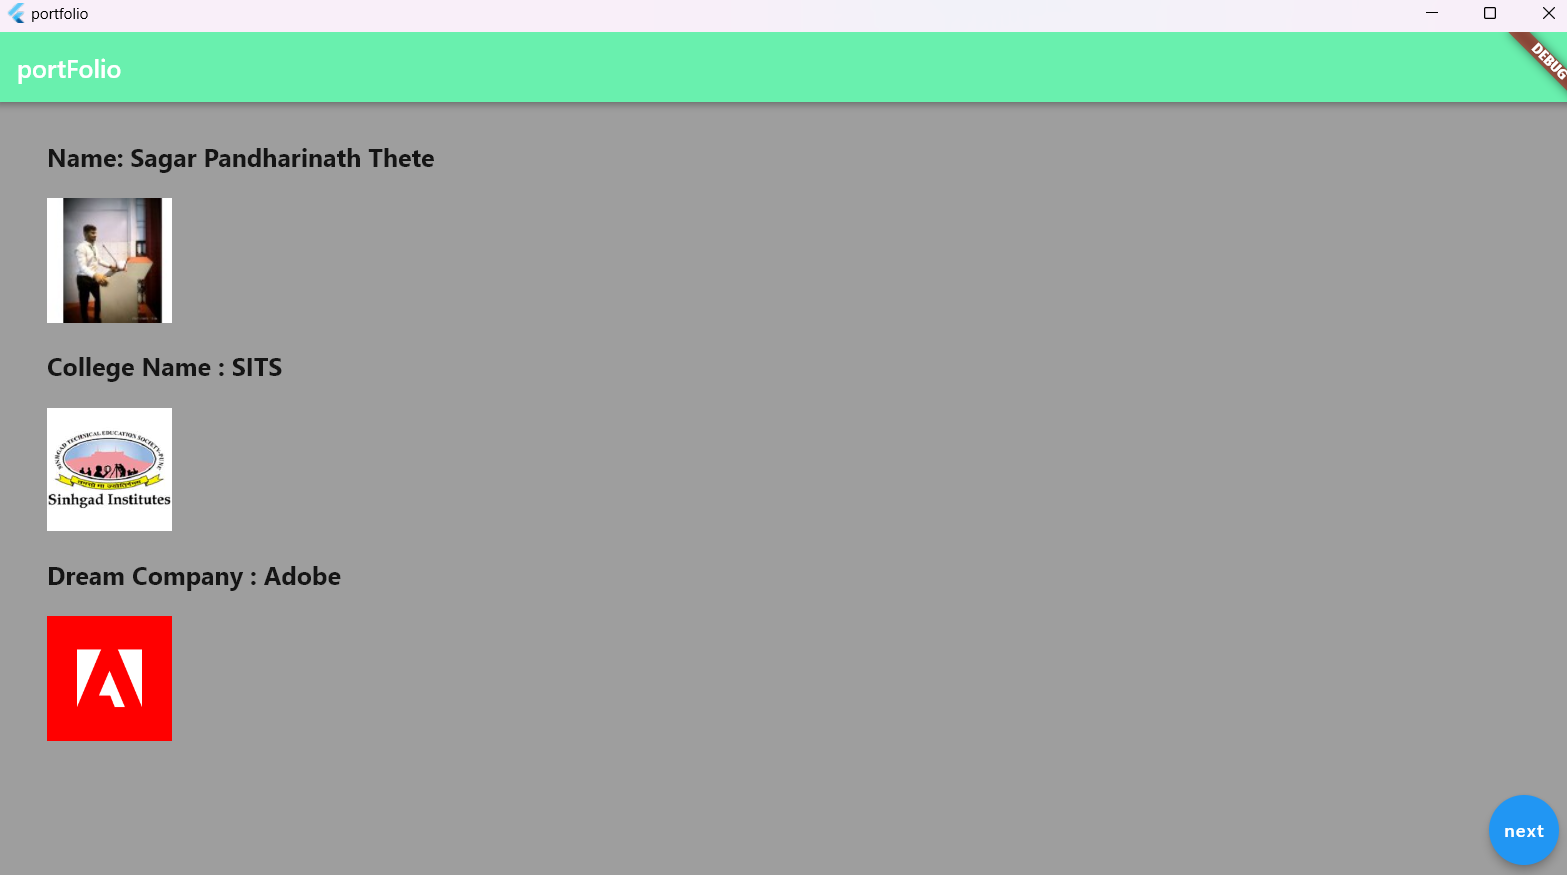 portfolio
portFolio
DEBUG
Name: Sagar Pandharinath Thete
College Name : SITS
SINHGAD TECHNICAL EDUCATION SOCIETY-PUNE
Sinhgad Institutes
Dream Company : Adobe
next